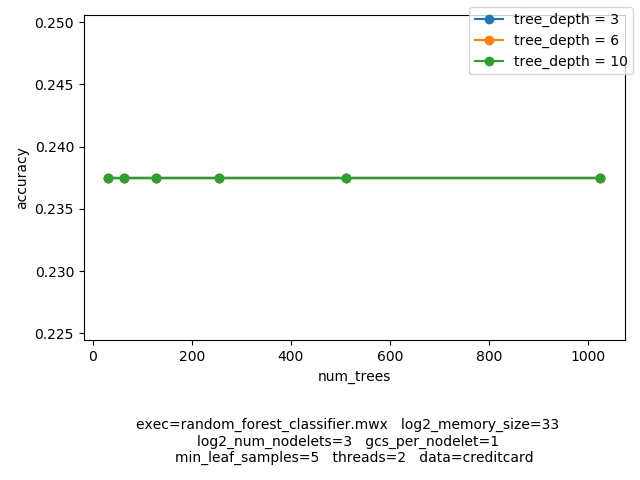 0.250
0.245
0.240
0.235
0.230
0.225
accuracy
0 200 400 600 800 1000
num_trees
tree_depth = 3
tree_depth = 6
tree_depth = 10
exec=random_forest_classifier.mwx log2_memory_size=33
log2_num_nodelets=3 gcs_per_nodelet=1
min_leaf_samples=5 threads=2 data=creditcard